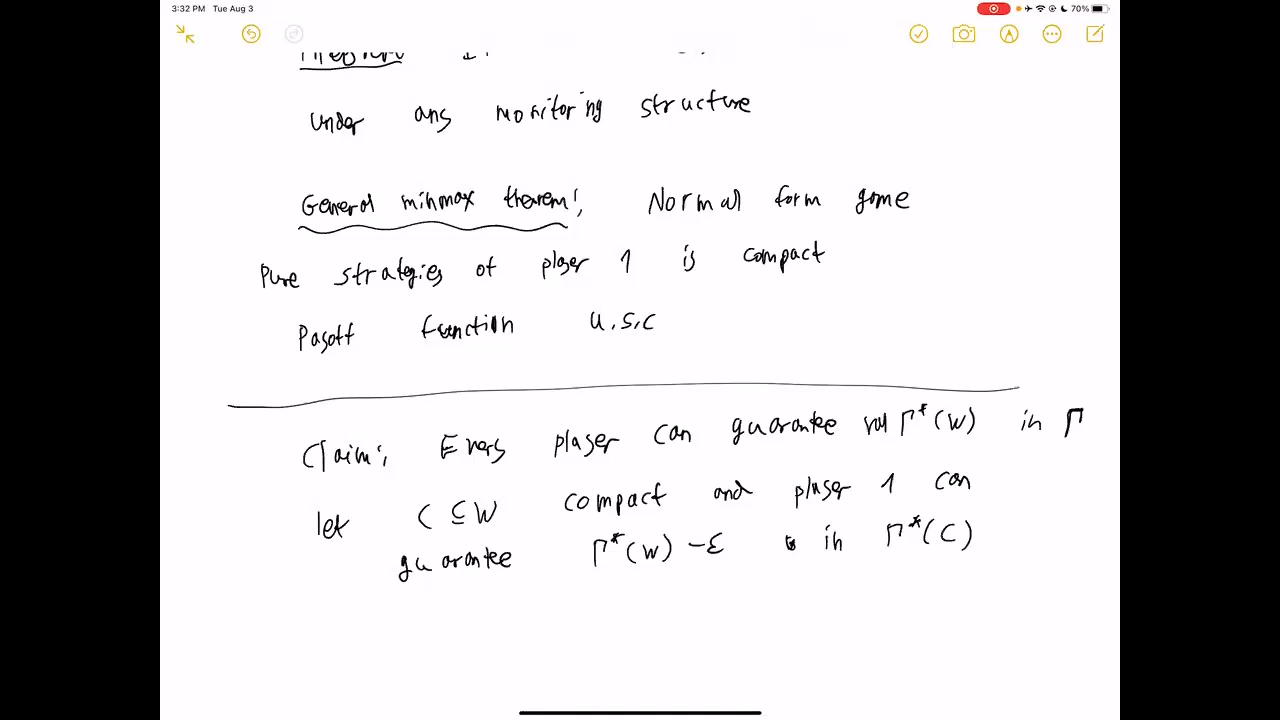 3:32 PM Tue Aug 3
70%
under any monitoring structure
General minmax theorem: Normal form game
Pure strategies of player 1 is compact
Payoff function u.s.c
Claim: Every player can guarantee val Γ*(W) in Γ
let C ⊆ W compact and player 1 can
guarantee Γ*(W) - ε in Γ*(C)